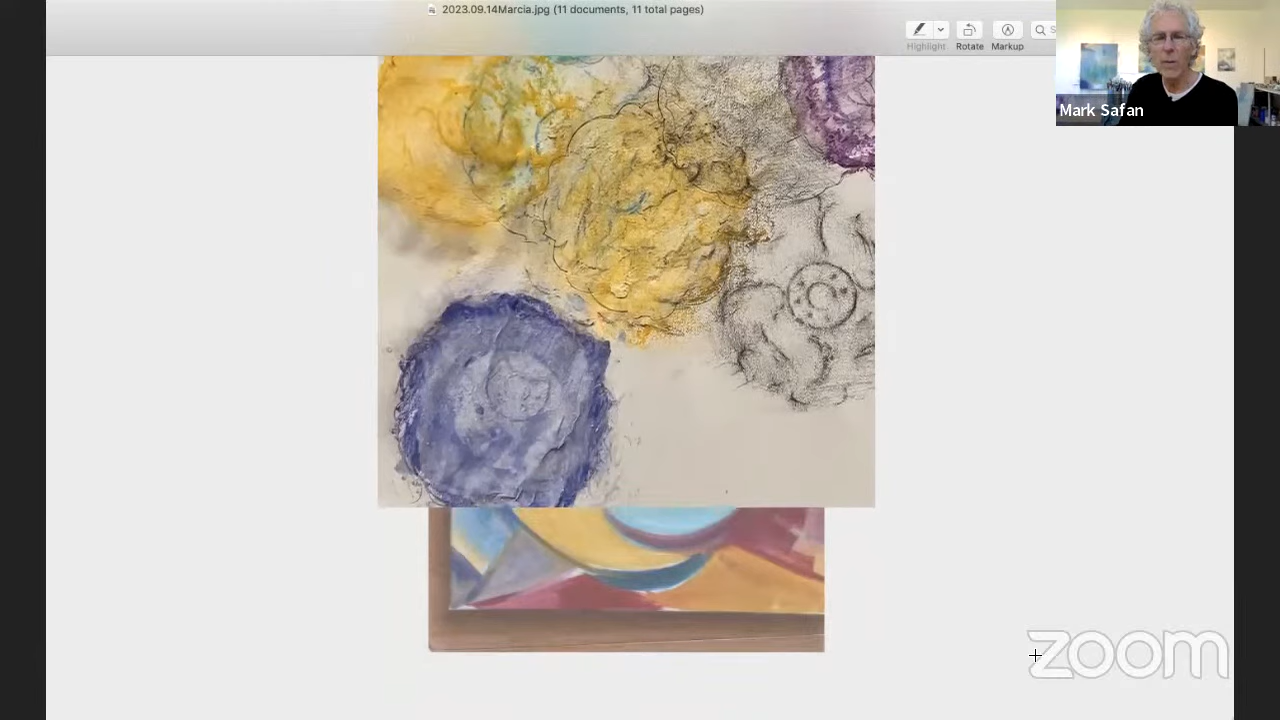 2023.09.14Marcia.jpg (11 documents, 11 total pages)
Highlight
Rotate
Markup
Mark Safan
zoom